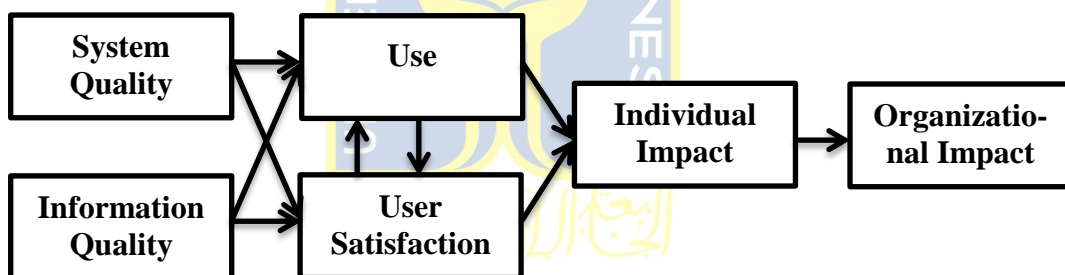 System
Quality
Use
Individual
Impact
Organizatio-
nal Impact
Information
Quality
User
Satisfaction